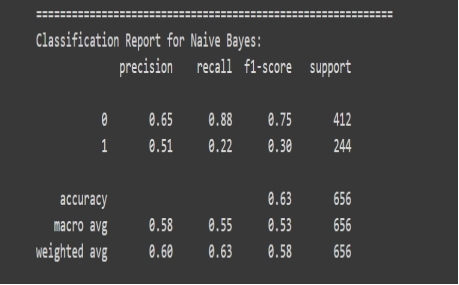 ============================================================
Classification Report for Naive Bayes:
precision recall f1-score support
0 0.65 0.88 0.75 412
1 0.51 0.22 0.30 244
accuracy 0.63 656
macro avg 0.58 0.55 0.53 656
weighted avg 0.60 0.63 0.58 656